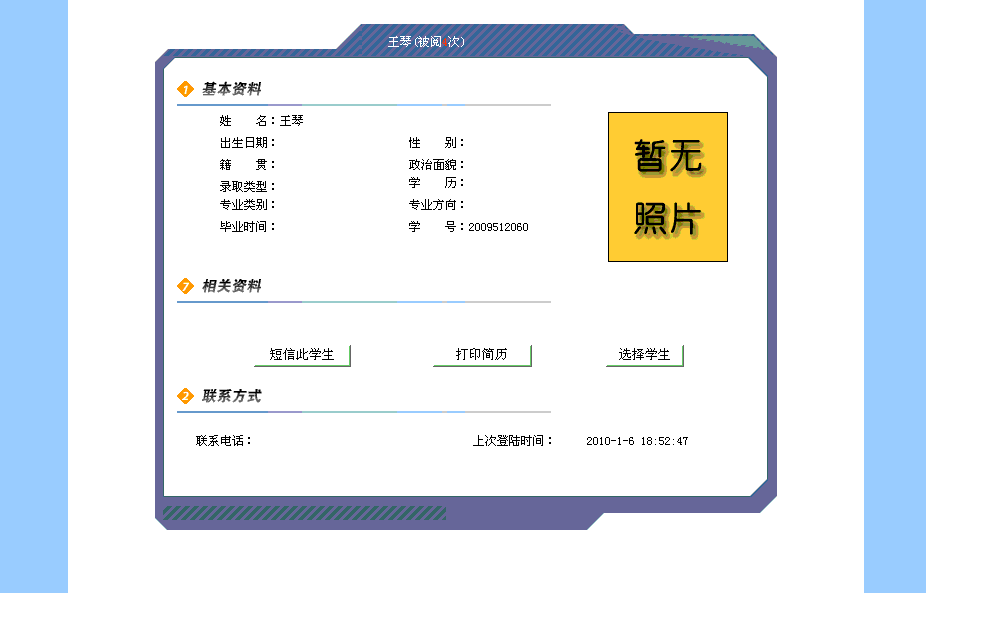 王琴(被阅 次)
1 基本资料
姓 名：王琴
出生日期： 性 别：
籍 贯： 政治面貌：
录取类型： 学 历：
专业类别： 专业方向：
毕业时间： 学 号：2009512060
暂无
照片
7 相关资料
短信此学生 打印简历 选择学生
2 联系方式
联系电话： 上次登陆时间： 2010-1-6 18:52:47